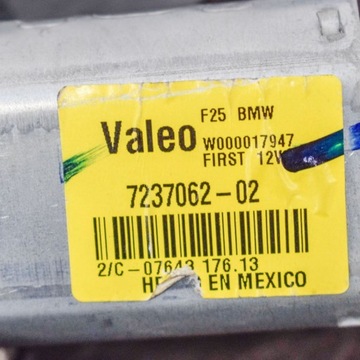 F25 BMW
Valeo
W000017947
FIRST 12V
7237062-02
2/C-07643 176.13
EN MEXICO